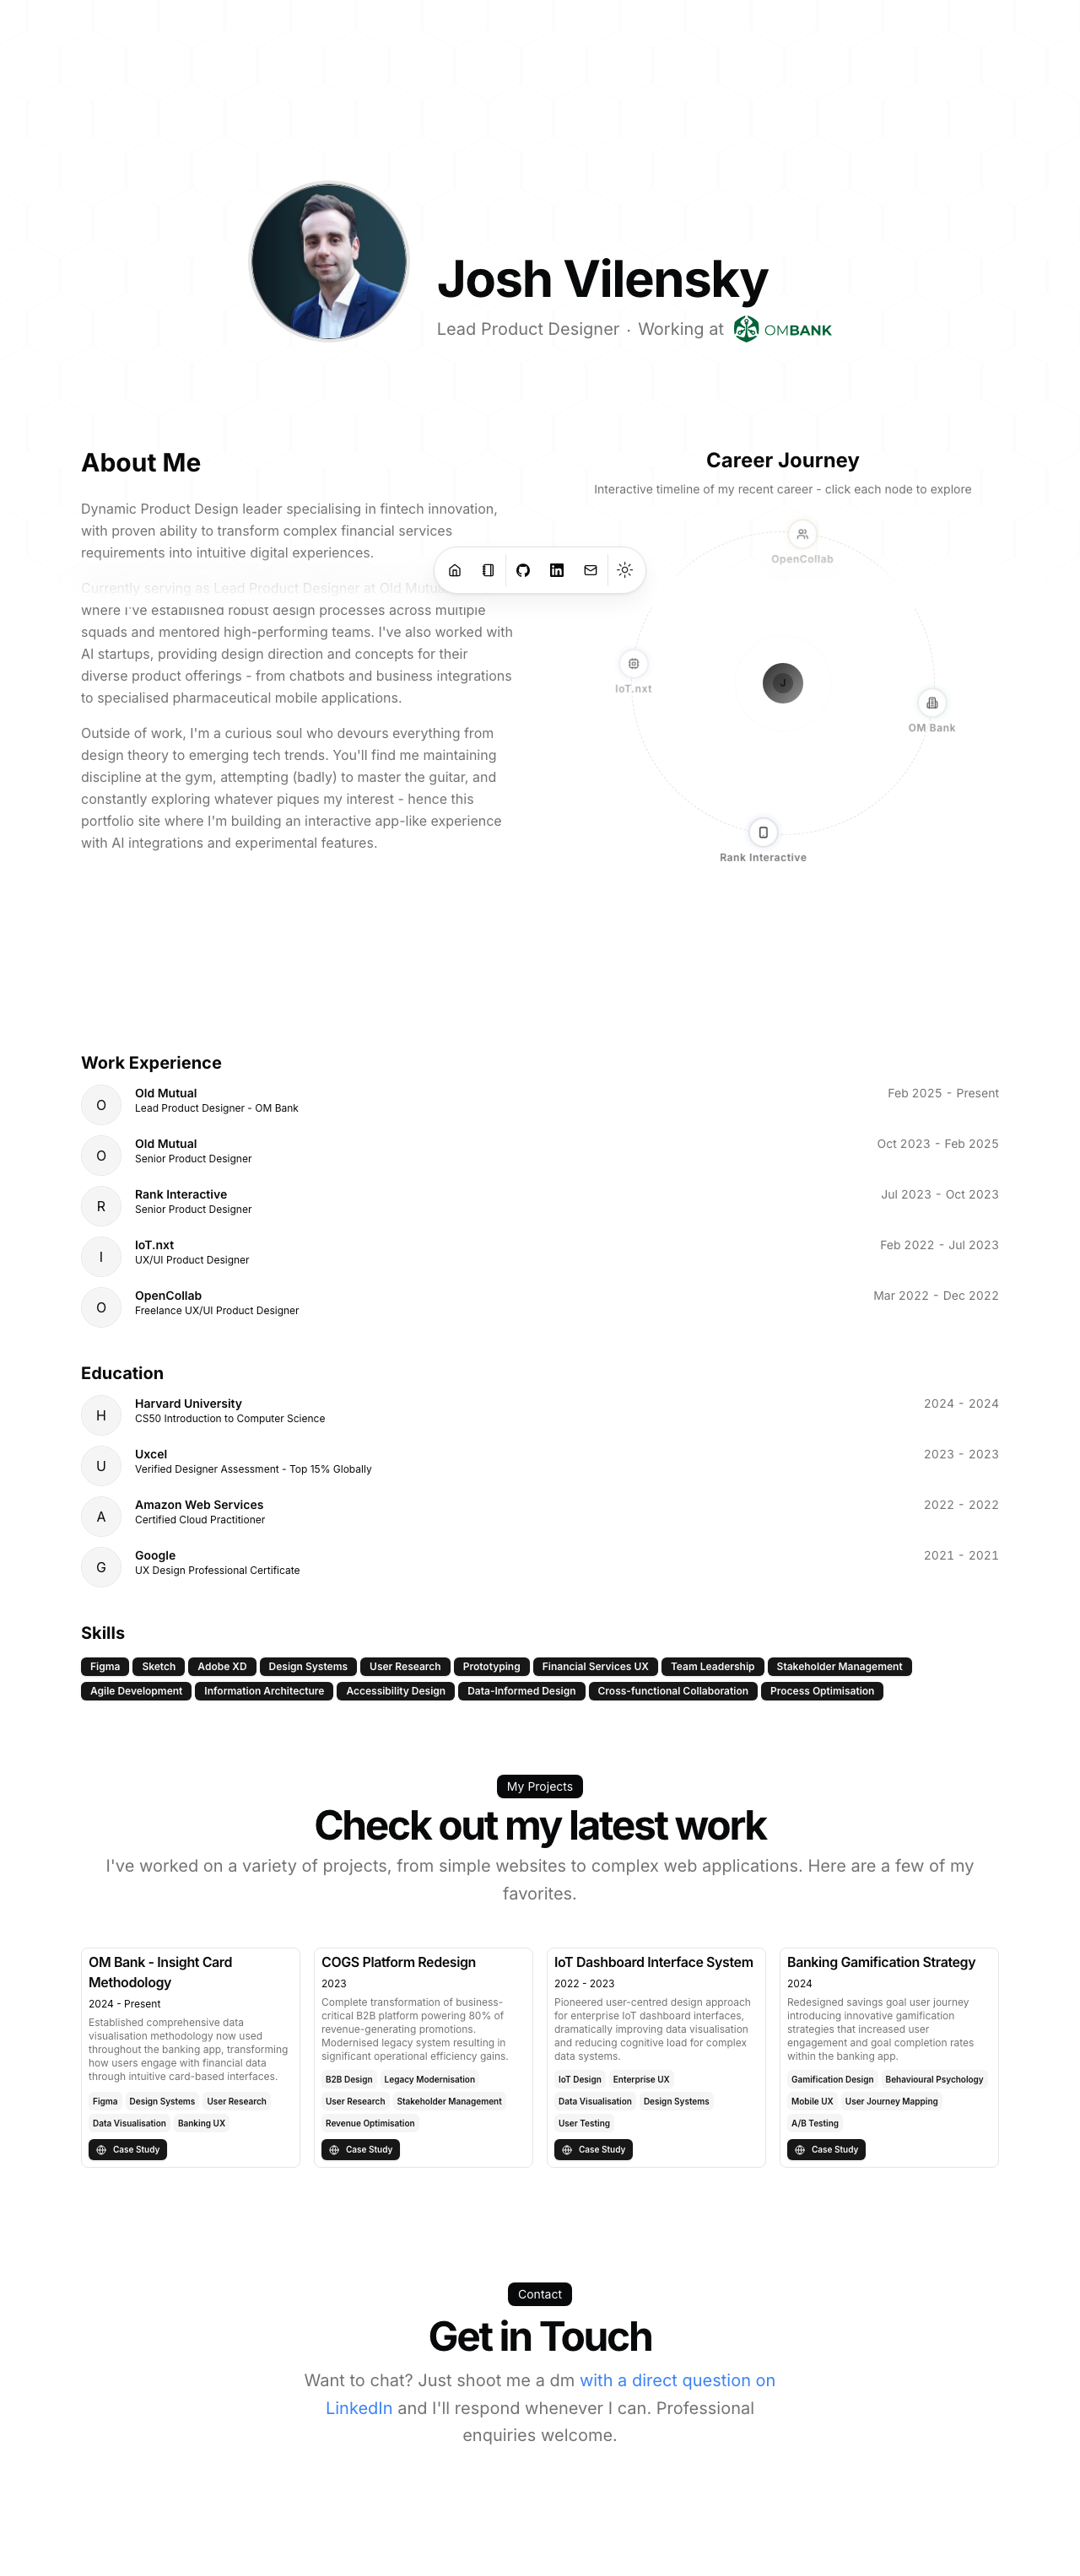 Josh Vilensky
Lead Product Designer · Working at OMBANK
About Me
Dynamic Product Design leader specialising in fintech innovation,
with proven ability to transform complex financial services
requirements into intuitive digital experiences.
Currently serving as Lead Product Designer at Old Mutual
where I've established robust design processes across multiple
squads and mentored high-performing teams. I've also worked with
AI startups, providing design direction and concepts for their
diverse product offerings - from chatbots and business integrations
to specialised pharmaceutical mobile applications.
Outside of work, I'm a curious soul who devours everything from
design theory to emerging tech trends. You'll find me maintaining
discipline at the gym, attempting (badly) to master the guitar, and
constantly exploring whatever piques my interest - hence this
portfolio site where I'm building an interactive app-like experience
with AI integrations and experimental features.
Career Journey
Interactive timeline of my recent career - click each node to explore
OpenCollab
IoT.nxt
J
OM Bank
Rank Interactive
Work Experience
O
Old Mutual
Feb 2025 - Present
Lead Product Designer - OM Bank
O
Old Mutual
Oct 2023 - Feb 2025
Senior Product Designer
R
Rank Interactive
Jul 2023 - Oct 2023
Senior Product Designer
I
IoT.nxt
Feb 2022 - Jul 2023
UX/UI Product Designer
O
OpenCollab
Mar 2022 - Dec 2022
Freelance UX/UI Product Designer
Education
H
Harvard University
2024 - 2024
CS50 Introduction to Computer Science
U
Uxcel
2023 - 2023
Verified Designer Assessment - Top 15% Globally
A
Amazon Web Services
2022 - 2022
Certified Cloud Practitioner
G
Google
2021 - 2021
UX Design Professional Certificate
Skills
Figma Sketch Adobe XD Design Systems User Research Prototyping Financial Services UX Team Leadership Stakeholder Management
Agile Development Information Architecture Accessibility Design Data-Informed Design Cross-functional Collaboration Process Optimisation
My Projects
Check out my latest work
I've worked on a variety of projects, from simple websites to complex web applications. Here are a few of my
favorites.
OM Bank - Insight Card
Methodology
2024 - Present
Established comprehensive data
visualisation methodology now used
throughout the banking app, transforming
how users engage with financial data
through intuitive card-based interfaces.
Figma Design Systems User Research
Data Visualisation Banking UX
Case Study
COGS Platform Redesign
2023
Complete transformation of business-
critical B2B platform powering 80% of
revenue-generating promotions.
Modernised legacy system resulting in
significant operational efficiency gains.
B2B Design Legacy Modernisation
User Research Stakeholder Management
Revenue Optimisation
Case Study
IoT Dashboard Interface System
2022 - 2023
Pioneered user-centred design approach
for enterprise IoT dashboard interfaces,
dramatically improving data visualisation
and reducing cognitive load for complex
data systems.
IoT Design Enterprise UX
Data Visualisation Design Systems
User Testing
Case Study
Banking Gamification Strategy
2024
Redesigned savings goal user journey
introducing innovative gamification
strategies that increased user
engagement and goal completion rates
within the banking app.
Gamification Design Behavioural Psychology
Mobile UX User Journey Mapping
A/B Testing
Case Study
Contact
Get in Touch
Want to chat? Just shoot me a dm with a direct question on
LinkedIn and I'll respond whenever I can. Professional
enquiries welcome.